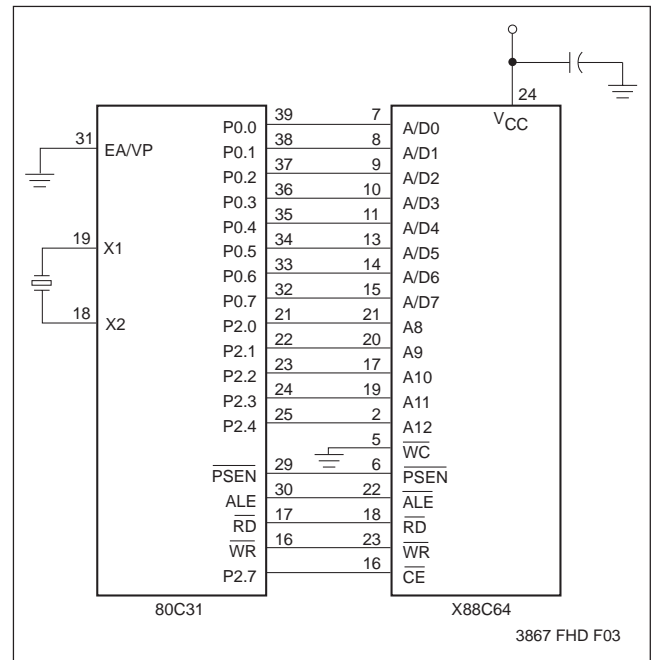 24
VCC
39 7
P0.0 A/D0
31 EA/VP
38 8
P0.1 A/D1
37 9
P0.2 A/D2
36 10
P0.3 A/D3
35 11
P0.4 A/D4
19 X1
34 13
P0.5 A/D5
33 14
P0.6 A/D6
32 15
P0.7 A/D7
18 X2
21 21
P2.0 A8
22 20
P2.1 A9
23 17
P2.2 A10
24 19
P2.3 A11
25 2
P2.4 A12
5
WC
29 6
PSEN PSEN
30 22
ALE ALE
17 18
RD RD
16 23
WR WR
16
P2.7 CE
80C31 X88C64
3867 FHD F03